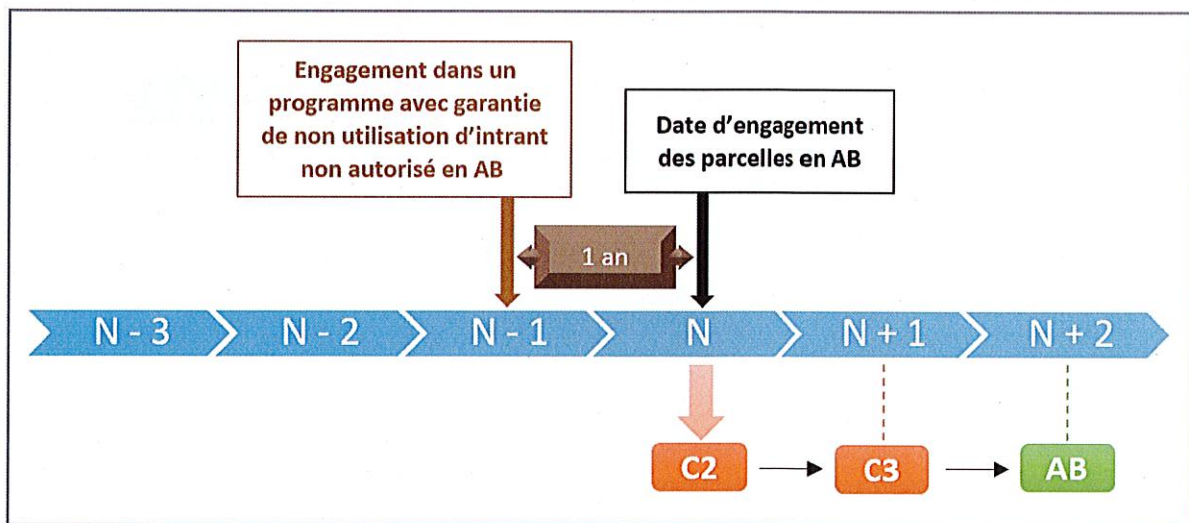 Engagement dans un
programme avec garantie
de non utilisation d'intrant
non autorisé en AB
Date d'engagement
des parcelles en AB
1 an
N - 3
N - 2
N - 1
N
N + 1
N + 2
C2
C3
AB